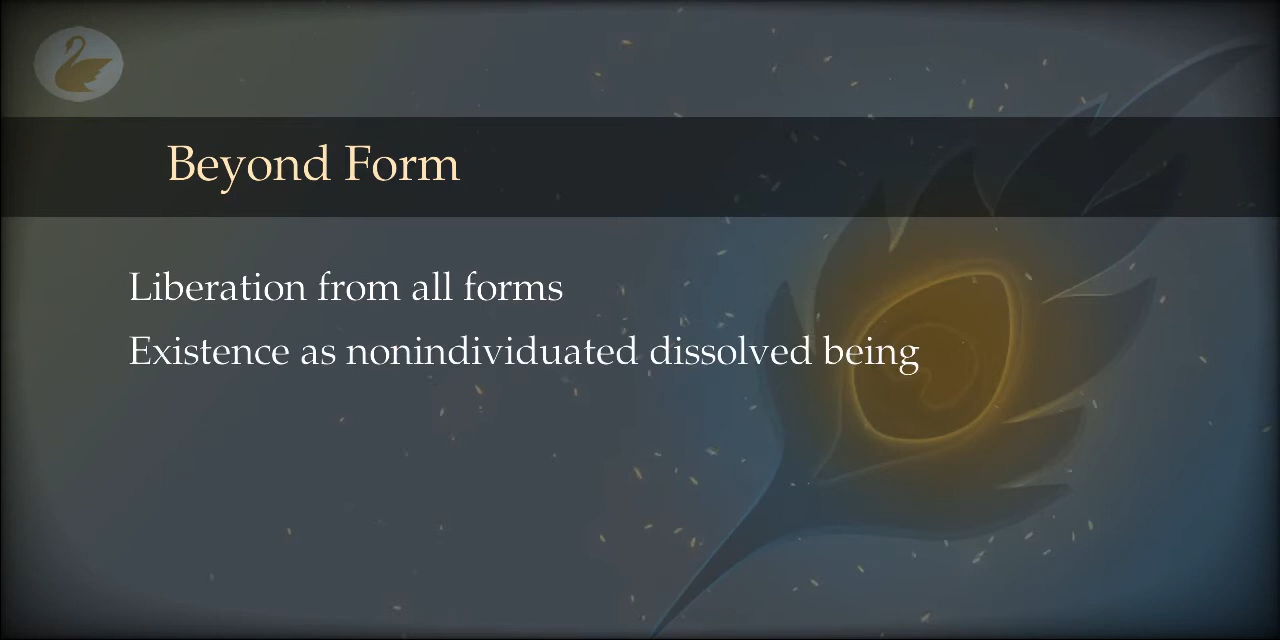 Beyond Form
Liberation from all forms
Existence as nonindividuated dissolved being